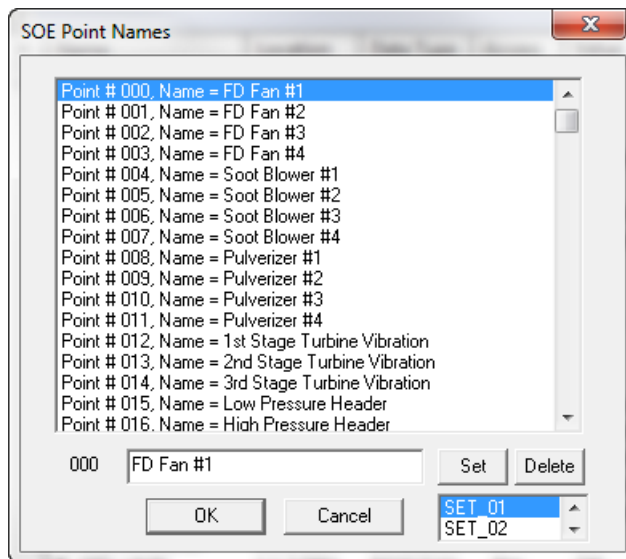 SOE Point Names
Point # 000, Name = FD Fan #1
Point # 001, Name = FD Fan #2
Point # 002, Name = FD Fan #3
Point # 003, Name = FD Fan #4
Point # 004, Name = Soot Blower #1
Point # 005, Name = Soot Blower #2
Point # 006, Name = Soot Blower #3
Point # 007, Name = Soot Blower #4
Point # 008, Name = Pulverizer #1
Point # 009, Name = Pulverizer #2
Point # 010, Name = Pulverizer #3
Point # 011, Name = Pulverizer #4
Point # 012, Name = 1st Stage Turbine Vibration
Point # 013, Name = 2nd Stage Turbine Vibration
Point # 014, Name = 3rd Stage Turbine Vibration
Point # 015, Name = Low Pressure Header
Point # 016, Name = High Pressure Header
000 FD Fan #1 Set Delete
OK Cancel
SET_01
SET_02